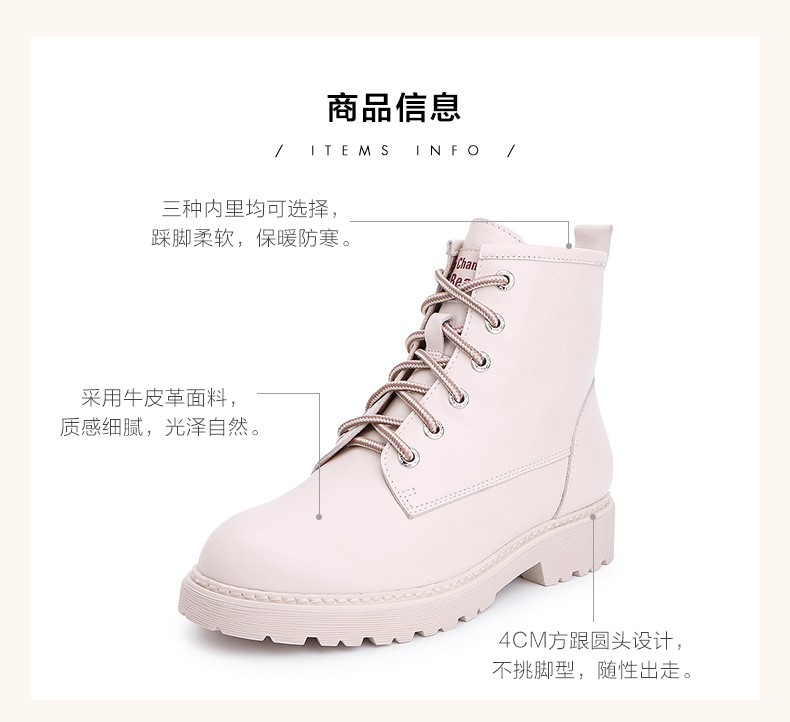 商品信息
/ ITEMS INFO /
三种内里均可选择，
踩脚柔软，保暖防寒。
Chan
采用牛皮革面料，
质感细腻，光泽自然。
4CM方跟圆头设计，
不挑脚型，随性出走。